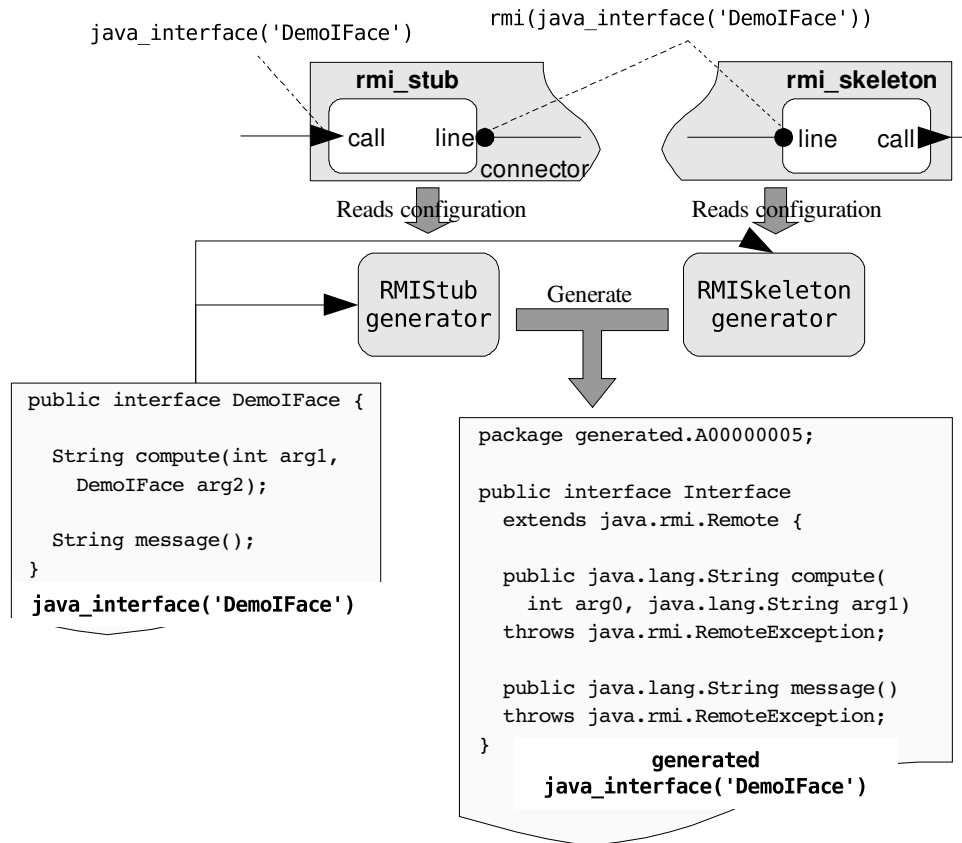 java_interface('DemoIFace')
rmi(java_interface('DemoIFace'))
rmi_stub
rmi_skeleton
call
line
line
call
connector
Reads configuration
Reads configuration
RMIStub
generator
Generate
RMISkeleton
generator
public interface DemoIFace {
String compute(int arg1,
DemoIFace arg2);
String message();
}
java_interface('DemoIFace')
package generated.A00000005;
public interface Interface
extends java.rmi.Remote {
public java.lang.String compute(
int arg0, java.lang.String arg1)
throws java.rmi.RemoteException;
public java.lang.String message()
throws java.rmi.RemoteException;
}
generated
java_interface('DemoIFace')